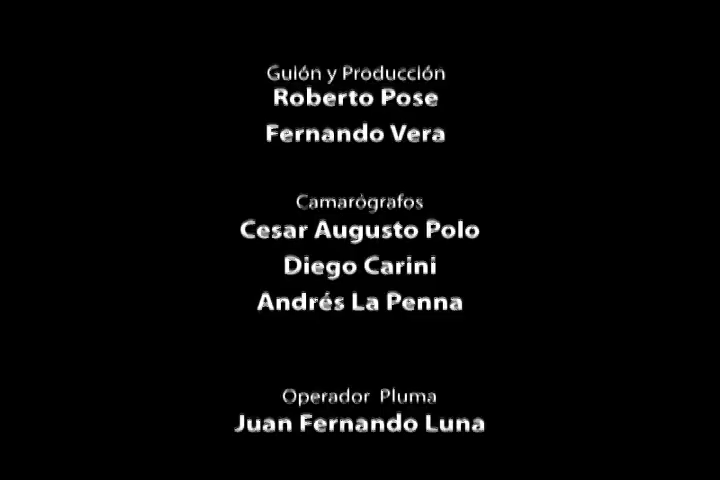 Guión y Producción
Roberto Pose
Fernando Vera
Camarógrafos
Cesar Augusto Polo
Diego Carini
Andrés La Penna
Operador Pluma
Juan Fernando Luna